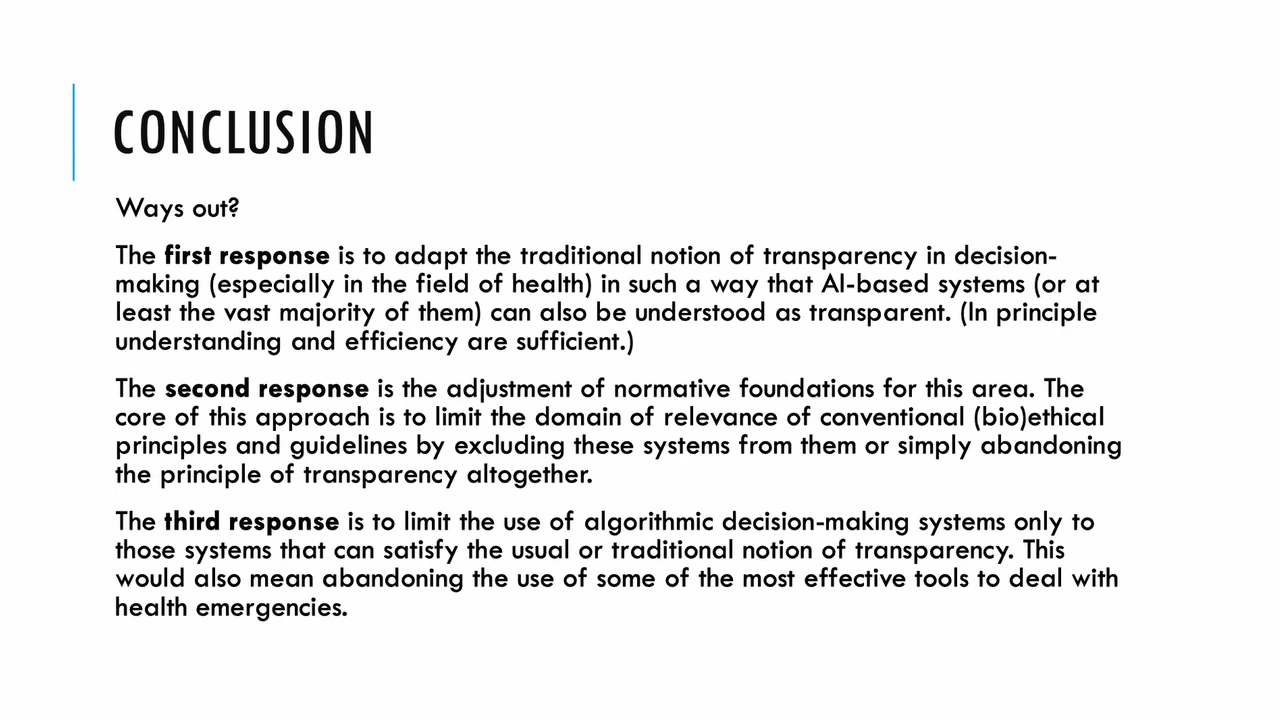 CONCLUSION
Ways out?
The first response is to adapt the traditional notion of transparency in decision-
making (especially in the field of health) in such a way that AI-based systems (or at
least the vast majority of them) can also be understood as transparent. (In principle
understanding and efficiency are sufficient.)
The second response is the adjustment of normative foundations for this area. The
core of this approach is to limit the domain of relevance of conventional (bio)ethical
principles and guidelines by excluding these systems from them or simply abandoning
the principle of transparency altogether.
The third response is to limit the use of algorithmic decision-making systems only to
those systems that can satisfy the usual or traditional notion of transparency. This
would also mean abandoning the use of some of the most effective tools to deal with
health emergencies.